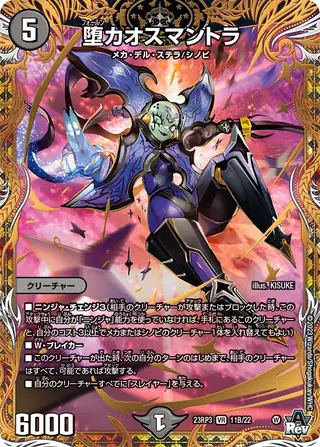 5
フォールン
堕カオスマントラ
メカ・デル・ステラ/シノビ
illus. KISUKE
クリーチャー
■ニンジャ・チェンジ3(相手のクリーチャーが攻撃またはブロックした時、この
攻撃中に自分が「ニンジャ」能力を使っていなければ、手札にあるこのクリーチャー
と、自分のコスト3以上でメカまたはシノビのクリーチャー1体を入れ替えてもよい)
■W・ブレイカー
■このクリーチャーが出た時、次の自分のターンのはじめまで、相手のクリーチャー
はすべて、可能であれば攻撃する。
■自分のクリーチャーすべてに「スレイヤー」を与える。
6000
23RP3 VR 11B/22
W
Rev